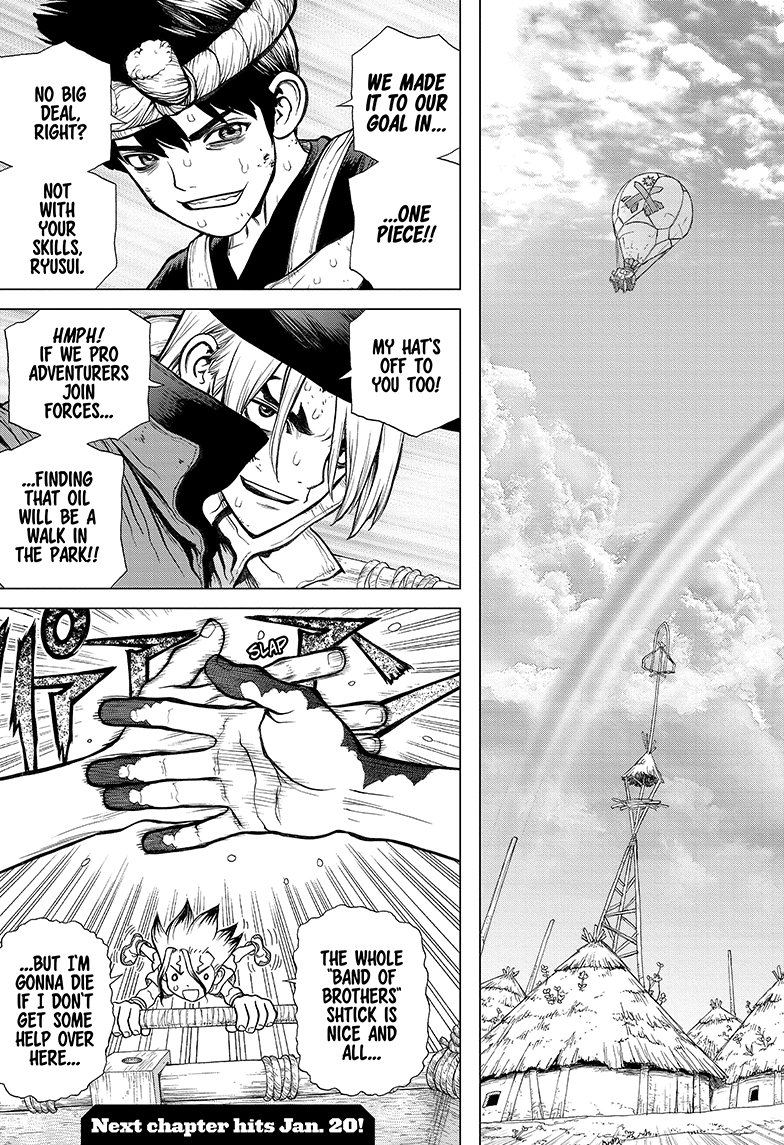 WE MADE
IT TO OUR
GOAL IN...
...ONE
PIECE!!
NO BIG
DEAL,
RIGHT?
NOT
WITH
YOUR
SKILLS,
RYUSUI.
MY HAT'S
OFF TO
YOU TOO!
HMPH!
IF WE PRO
ADVENTURERS
JOIN
FORCES...
...FINDING
THAT OIL
WILL BE A
WALK IN
THE PARK!!
SLAP
THE WHOLE
"BAND OF
BROTHERS"
SHTICK IS
NICE AND
ALL...
...BUT I'M
GONNA DIE
IF I DON'T
GET SOME
HELP OVER
HERE...
Next chapter hits Jan. 20!